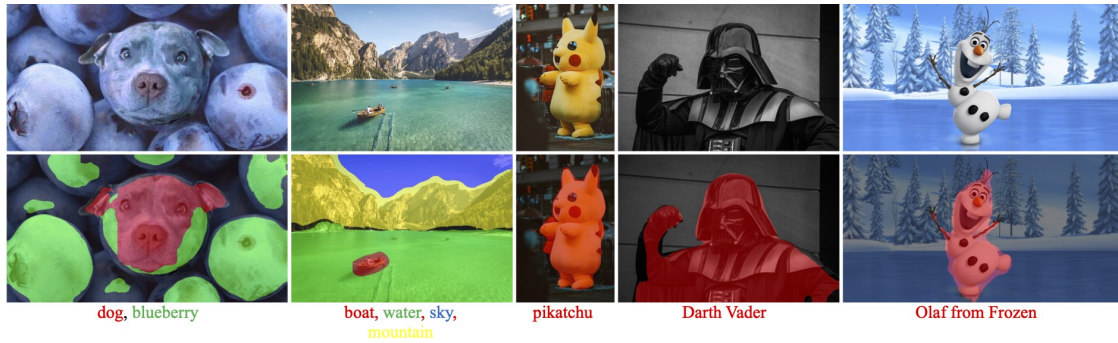 dog, blueberry
boat, water, sky,
mountain
pikatchu
Darth Vader
Olaf from Frozen